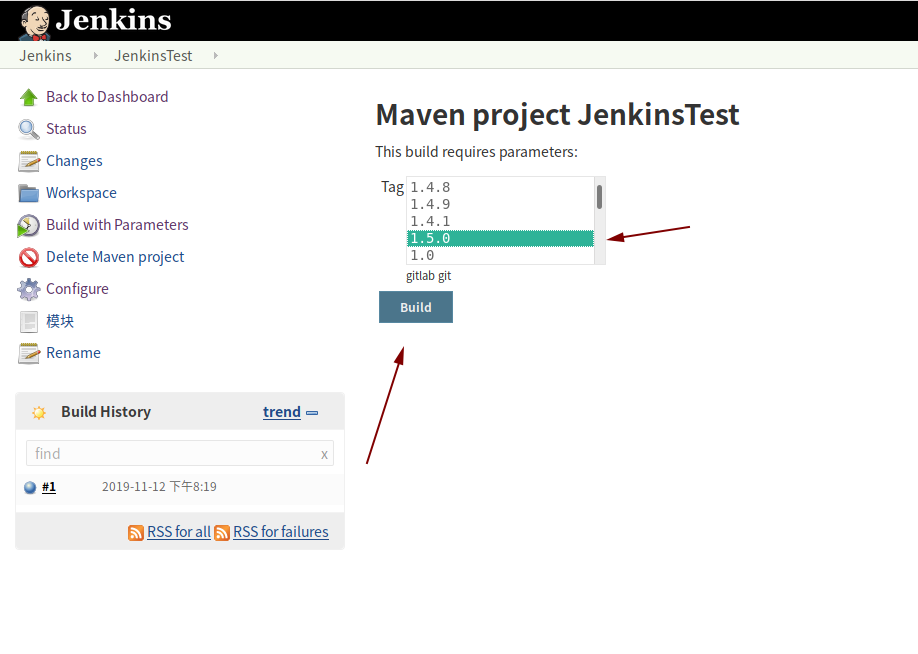 Jenkins
Jenkins JenkinsTest
Back to Dashboard
Status
Changes
Workspace
Build with Parameters
Delete Maven project
Configure
模块
Rename
Build History trend
find x
#1 2019-11-12 下午8:19
RSS for all RSS for failures
Maven project JenkinsTest
This build requires parameters:
Tag 1.4.8
1.4.9
1.4.1
1.5.0
1.0
gitlab git
Build